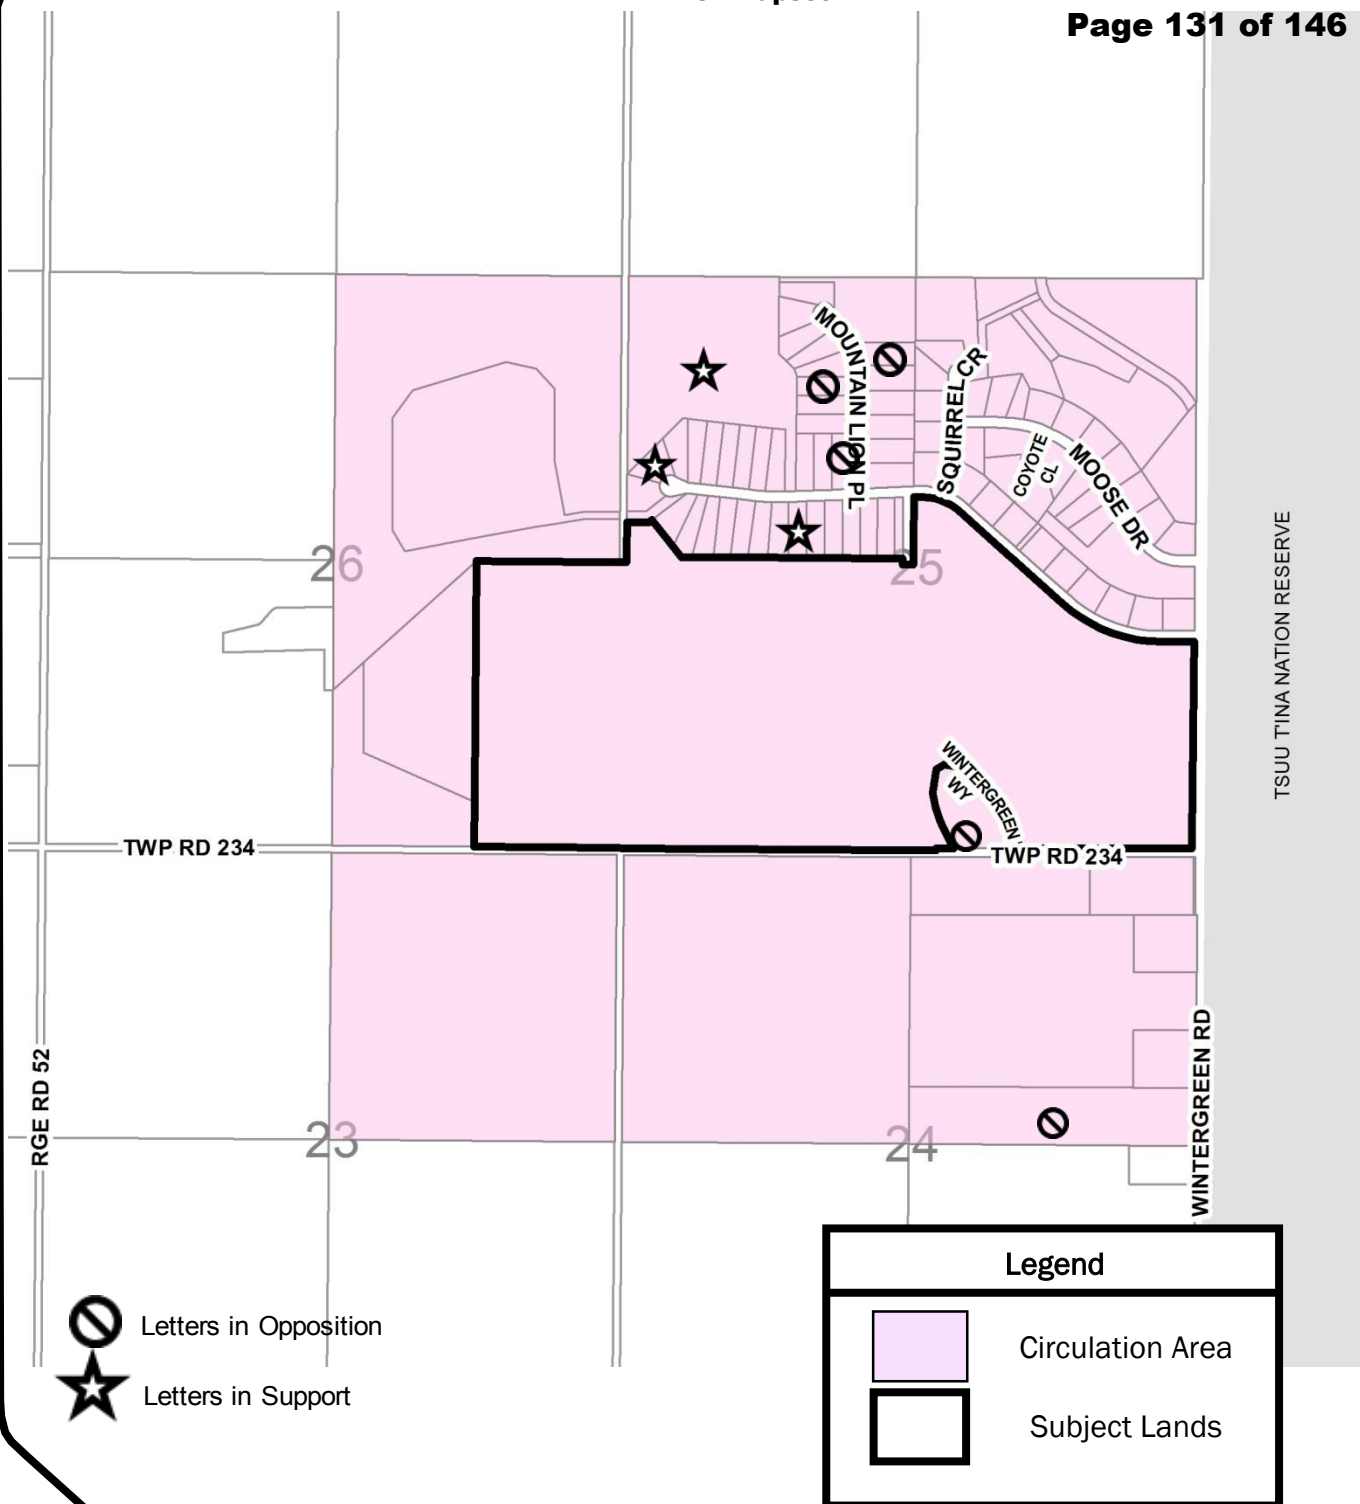 Page 131 of 146
MOUNTAIN LION PL
SQUIRREL CR
COYOTE
CL
MOOSE DR
26
25
TSUU T'INA NATION RESERVE
WINTERGREEN
WY
TWP RD 234
TWP RD 234
RGE RD 52
WINTERGREEN RD
23
24
Legend
Letters in Opposition
Circulation Area
Letters in Support
Subject Lands